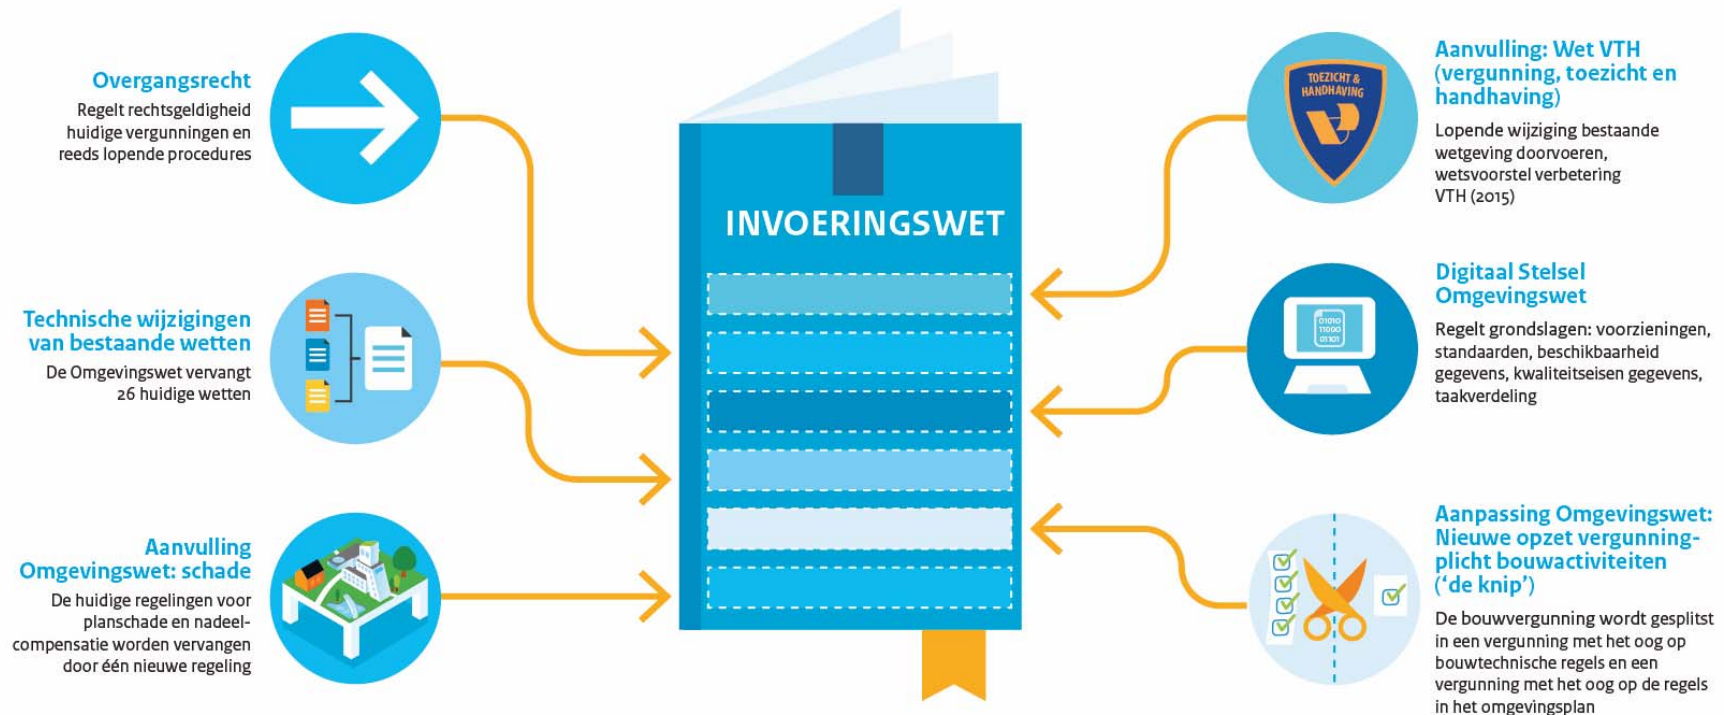 Overgangsrecht
Regelt rechtsgeldigheid
huidige vergunningen en
reeds lopende procedures
Technische wijzigingen
van bestaande wetten
De Omgevingswet vervangt
26 huidige wetten
Aanvulling
Omgevingswet: schade
De huidige regelingen voor
planschade en nadeel-
compensatie worden vervangen
door één nieuwe regeling
INVOERINGSWET
TOEZICHT &
HANDHAVING
Aanvulling: Wet VTH
(vergunning, toezicht en
handhaving)
Lopende wijziging bestaande
wetgeving doorvoeren,
wetsvoorstel verbetering
VTH (2015)
01010
11000
01101
Digitaal Stelsel
Omgevingswet
Regelt grondslagen: voorzieningen,
standaarden, beschikbaarheid
gegevens, kwaliteitseisen gegevens,
taakverdeling
Aanpassing Omgevingswet:
Nieuwe opzet vergunning-
plicht bouwactiviteiten
(‘de knip’)
De bouwvergunning wordt gesplitst
in een vergunning met het oog op
bouwtechnische regels en een
vergunning met het oog op de regels
in het omgevingsplan